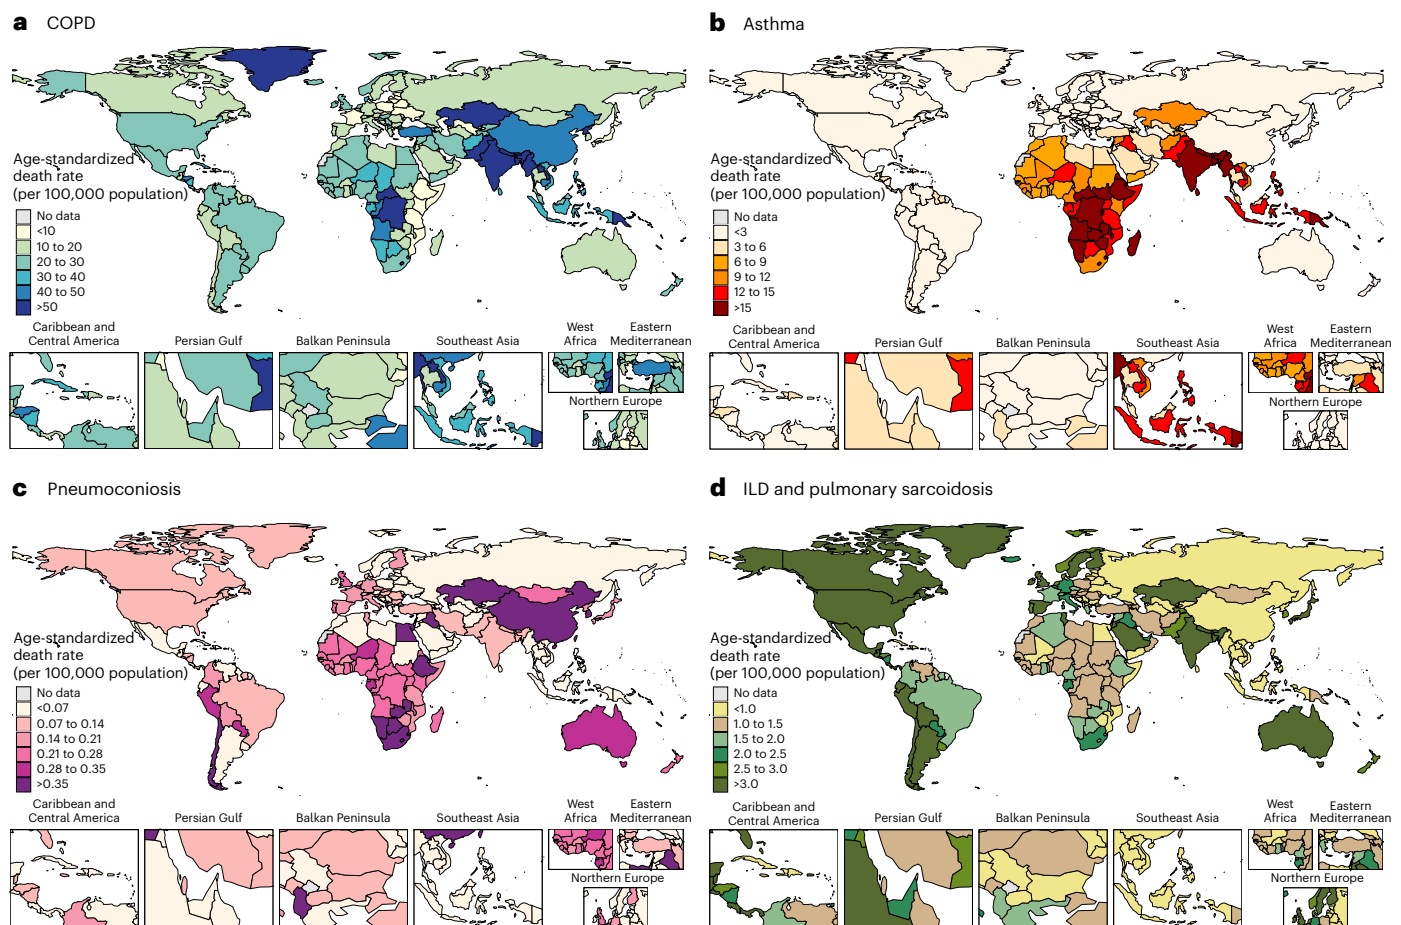 a COPD
Age-standardized
death rate
(per 100,000 population)
No data
<10
10 to 20
20 to 30
30 to 40
40 to 50
>50
Caribbean and
Central America
Persian Gulf
Balkan Peninsula
Southeast Asia
West
Africa
Eastern
Mediterranean
Northern Europe
b Asthma
Age-standardized
death rate
(per 100,000 population)
No data
<3
3 to 6
6 to 9
9 to 12
12 to 15
>15
Caribbean and
Central America
Persian Gulf
Balkan Peninsula
Southeast Asia
West
Africa
Eastern
Mediterranean
Northern Europe
c Pneumoconiosis
Age-standardized
death rate
(per 100,000 population)
No data
<0.07
0.07 to 0.14
0.14 to 0.21
0.21 to 0.28
0.28 to 0.35
>0.35
Caribbean and
Central America
Persian Gulf
Balkan Peninsula
Southeast Asia
West
Africa
Eastern
Mediterranean
Northern Europe
d ILD and pulmonary sarcoidosis
Age-standardized
death rate
(per 100,000 population)
No data
<1.0
1.0 to 1.5
1.5 to 2.0
2.0 to 2.5
2.5 to 3.0
>3.0
Caribbean and
Central America
Persian Gulf
Balkan Peninsula
Southeast Asia
West
Africa
Eastern
Mediterranean
Northern Europe